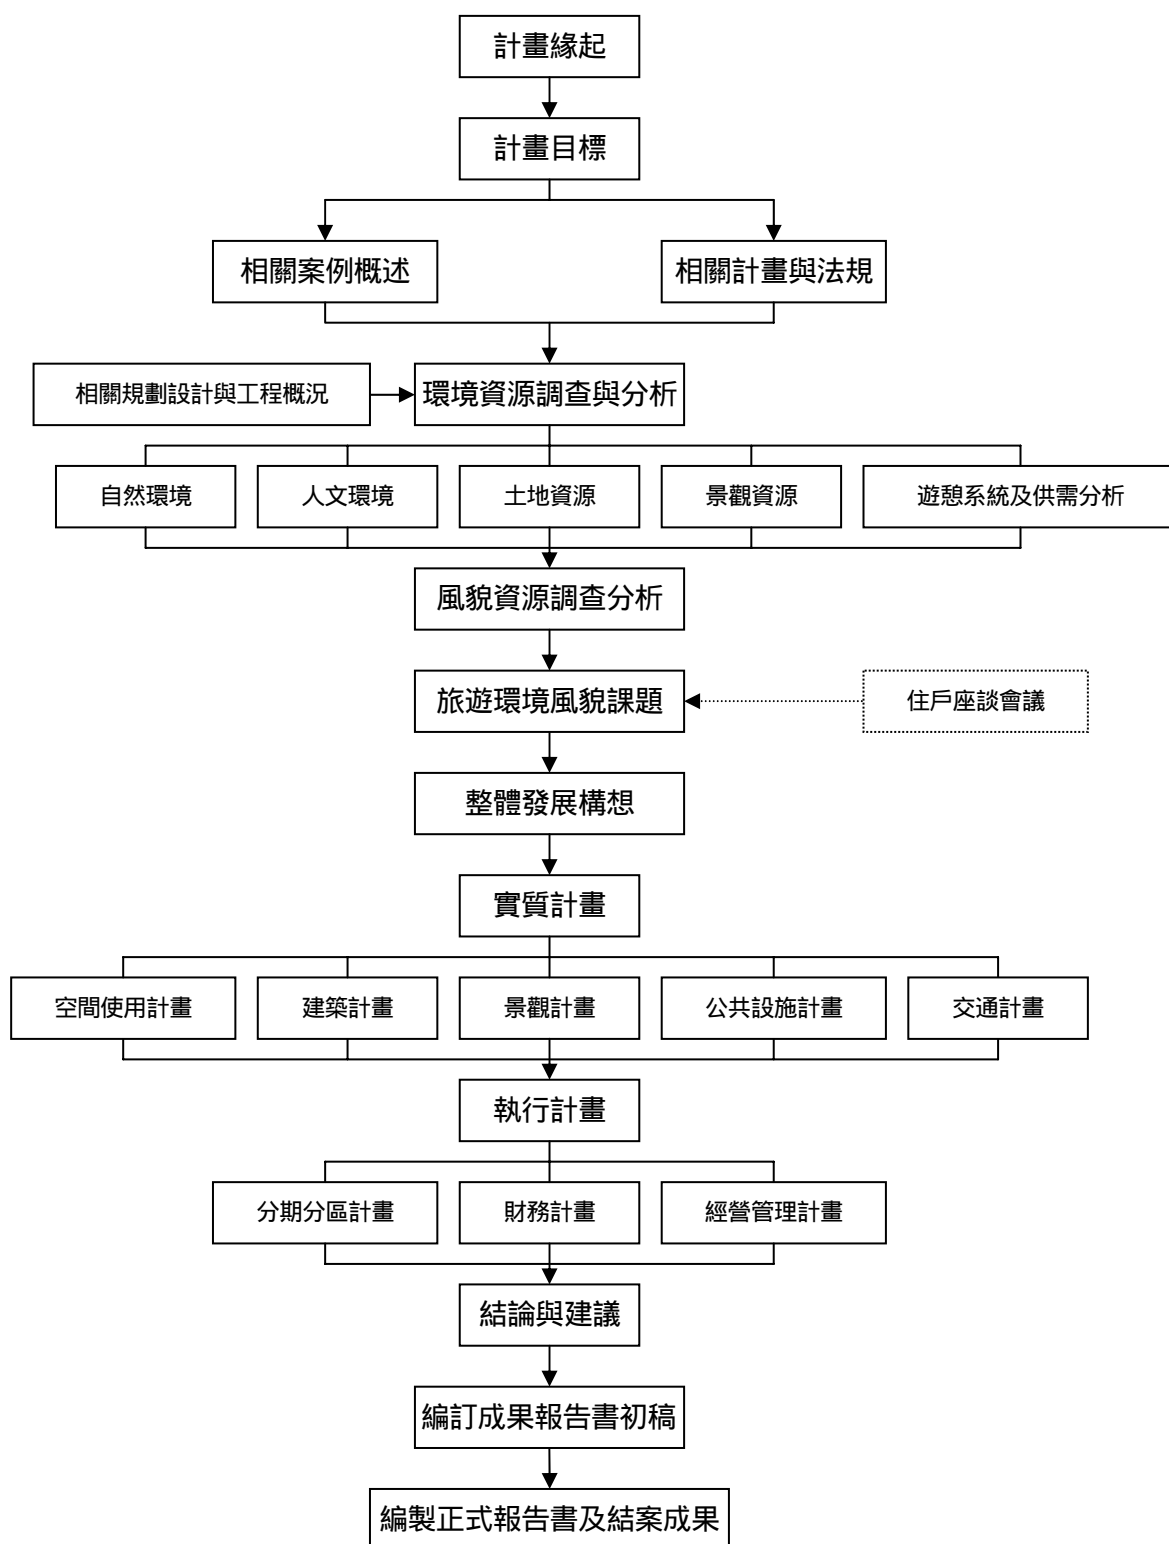 計畫緣起
計畫目標
相關案例概述
相關計畫與法規
相關規劃設計與工程概況
環境資源調查與分析
自然環境
人文環境
土地資源
景觀資源
遊憩系統及供需分析
風貌資源調查分析
旅遊環境風貌課題
住戶座談會議
整體發展構想
實質計畫
空間使用計畫
建築計畫
景觀計畫
公共設施計畫
交通計畫
執行計畫
分期分區計畫
財務計畫
經營管理計畫
結論與建議
編訂成果報告書初稿
編製正式報告書及結案成果